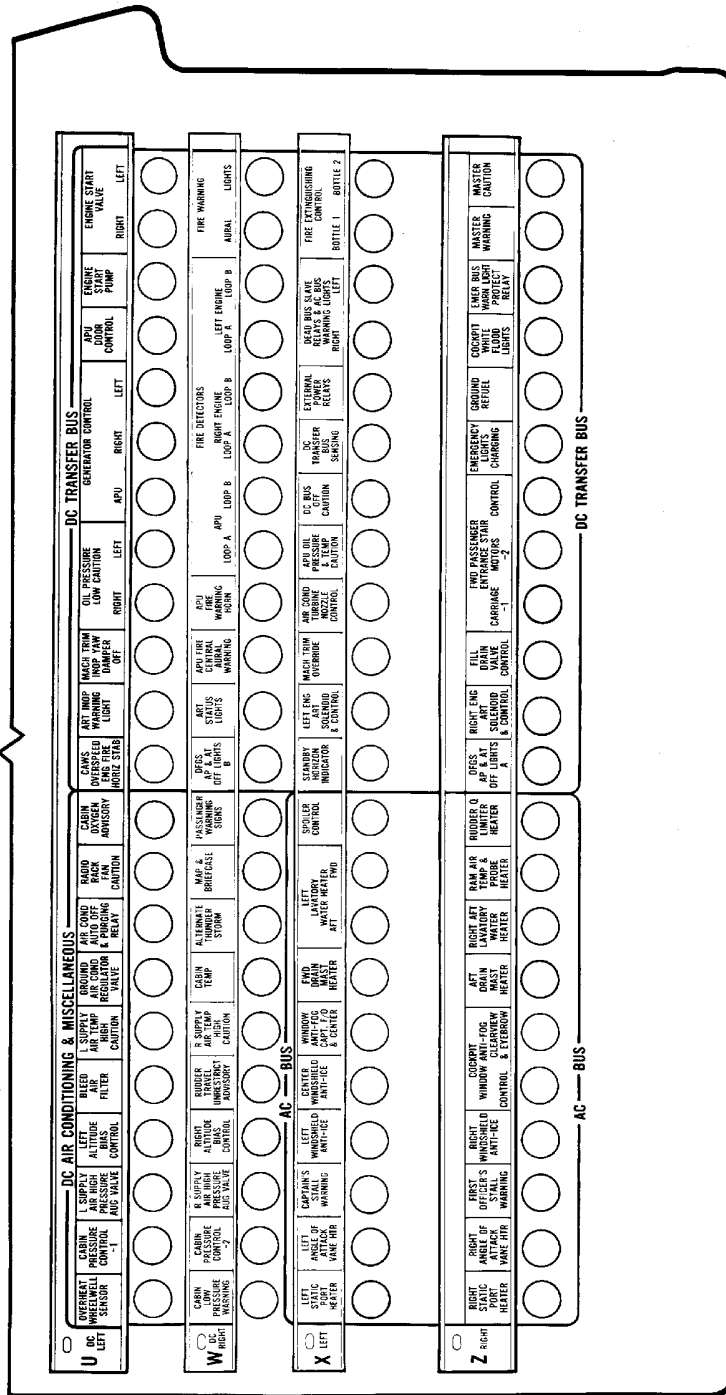 DC AIR CONDITIONING & MISCELLANEOUS
DC TRANSFER BUS
U
DC
LEFT
OVERHEAT
WHEELWELL
SENSOR
CABIN
PRESSURE
CONTROL
-1
L SUPPLY
AIR HIGH
PRESSURE
AUG VALVE
LEFT
ALTITUDE
BIAS
CONTROL
BLEED
AIR
FILTER
L SUPPLY
AIR TEMP
HIGH
CAUTION
GROUND
AIR COND
REGULATOR
VALVE
AIR COND
AUTO OFF
& PURGING
RELAY
RADIO
RACK
FAN
CAUTION
CABIN
OXYGEN
ADVISORY
CAWS
OVERSPEED
ENG FIRE
HORIZ STAB
ART INOP
WARNING
LIGHT
MACH TRIM
INOP YAW
DAMPER
OFF
OIL PRESSURE
LOW CAUTION
RIGHT LEFT
GENERATOR CONTROL
APU RIGHT LEFT
APU
DOOR
CONTROL
ENGINE
START
PUMP
ENGINE START
VALVE
RIGHT LEFT
W
DC
RIGHT
CABIN
LOW
PRESSURE
WARNING
CABIN
PRESSURE
CONTROL
-2
R SUPPLY
AIR HIGH
PRESSURE
AUG VALVE
RIGHT
ALTITUDE
BIAS
CONTROL
RUDDER
TRAVEL
UNRESTRICT
ADVISORY
R SUPPLY
AIR TEMP
HIGH
CAUTION
CABIN
TEMP
ALTERNATE
THUNDER
STORM
MAP &
BRIEFCASE
PASSENGER
WARNING
SIGNS
DFGS
AP & AT
OFF LIGHTS
B
ART
STATUS
LIGHTS
APU FIRE
CENTRAL
AURAL
WARNING
APU
FIRE
WARNING
HORN
FIRE DETECTORS
APU RIGHT ENGINE LEFT ENGINE
LOOP A LOOP B LOOP A LOOP B LOOP A LOOP B
FIRE WARNING
AURAL LIGHTS
X
LEFT
LEFT
STATIC
PORT
HEATER
LEFT
ANGLE OF
ATTACK
VANE HTR
CAPTAIN'S
STALL
WARNING
LEFT
WINDSHIELD
ANTI-ICE
CENTER
WINDSHIELD
ANTI-ICE
WINDOW
ANTI-FOG
CAPT. F/O
& CENTER
FWD
DRAIN
MAST
HEATER
LEFT
LAVATORY
WATER HEATER
AFT FWD
SPOILER
CONTROL
STANDBY
HORIZON
INDICATOR
LEFT ENG
ART
SOLENOID
& CONTROL
MACH TRIM
OVERRIDE
AIR COND
TURBINE
NOZZLE
CONTROL
APU OIL
PRESSURE
& TEMP
CAUTION
DC BUS
OFF
CAUTION
DC
TRANSFER
BUS
SENSING
EXTERNAL
POWER
RELAYS
DEAD BUS SLAVE
RELAYS & AC BUS
WARNING LIGHTS
RIGHT LEFT
FIRE EXTINGUISHING
CONTROL
BOTTLE 1 BOTTLE 2
AC BUS
Z
RIGHT
RIGHT
STATIC
PORT
HEATER
RIGHT
ANGLE OF
ATTACK
VANE HTR
FIRST
OFFICER'S
STALL
WARNING
RIGHT
WINDSHIELD
ANTI-ICE
COCKPIT
WINDOW ANTI-FOG
CLEARVIEW
CONTROL & EYEBROW
AFT
DRAIN
MAST
HEATER
RIGHT AFT
LAVATORY
WATER
HEATER
RAM AIR
TEMP &
PROBE
HEATER
RUDDER Q
LIMITER
HEATER
DFGS
AP & AT
OFF LIGHTS
A
RIGHT ENG
ART
SOLENOID
& CONTROL
FILL
DRAIN
VALVE
CONTROL
FWD PASSENGER
ENTRANCE STAIR
MOTORS
CARRIAGE -1 -2 CONTROL
EMERGENCY
LIGHTS
CHARGING
GROUND
REFUEL
COCKPIT
WHITE
FLOOD
LIGHTS
EMER BUS
WARN LIGHT
PROTECT
RELAY
MASTER
WARNING
MASTER
CAUTION
AC BUS
DC TRANSFER BUS